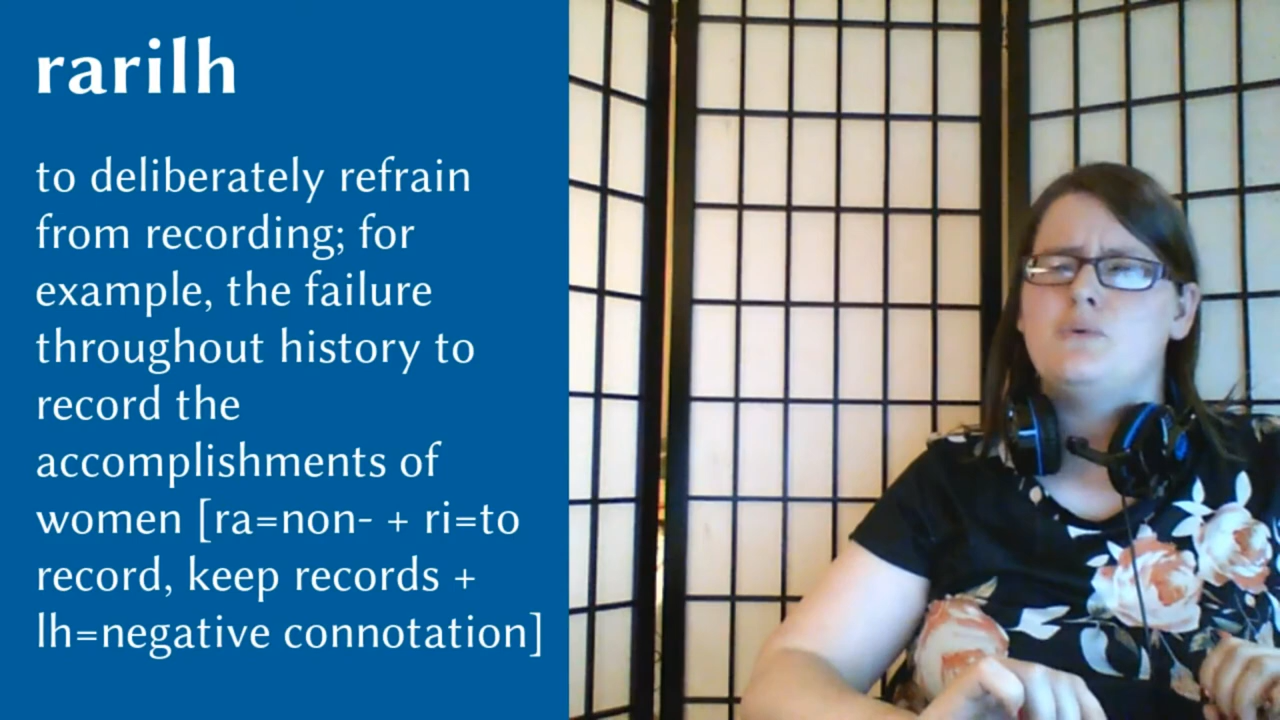 rarilh
to deliberately refrain
from recording; for
example, the failure
throughout history to
record the
accomplishments of
women [ra=non- + ri=to
record, keep records +
lh=negative connotation]